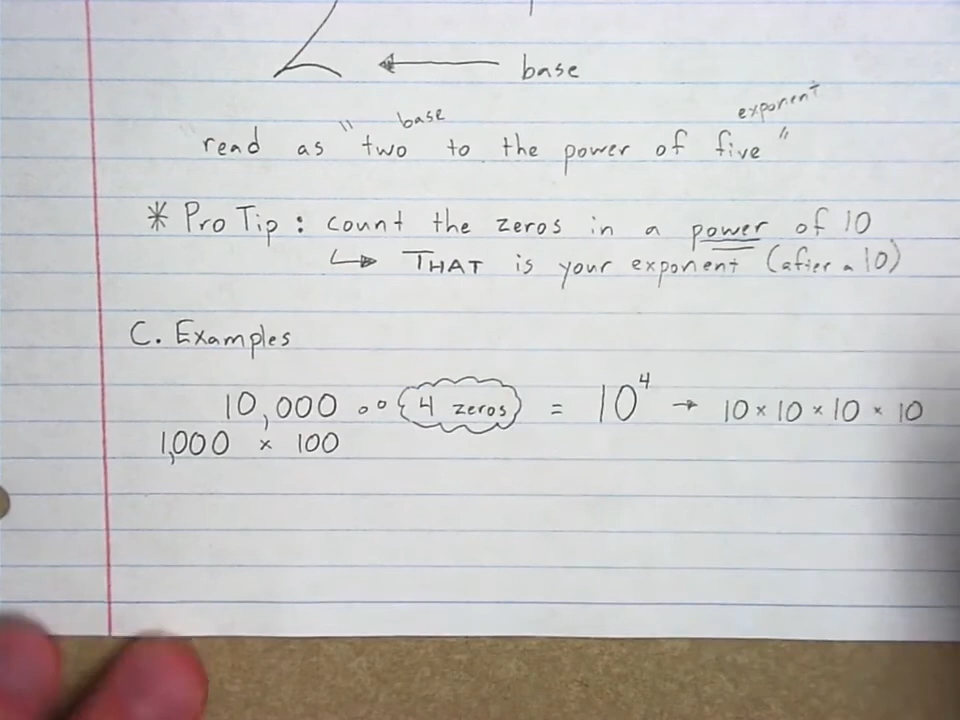 2 ← base
base exponent
read as "two to the power of five"
* Pro Tip: count the zeros in a power of 10
↳ THAT is your exponent (after a 10)
C. Examples
10,000 4 zeros = 10⁴ → 10 × 10 × 10 × 10
1,000 × 100